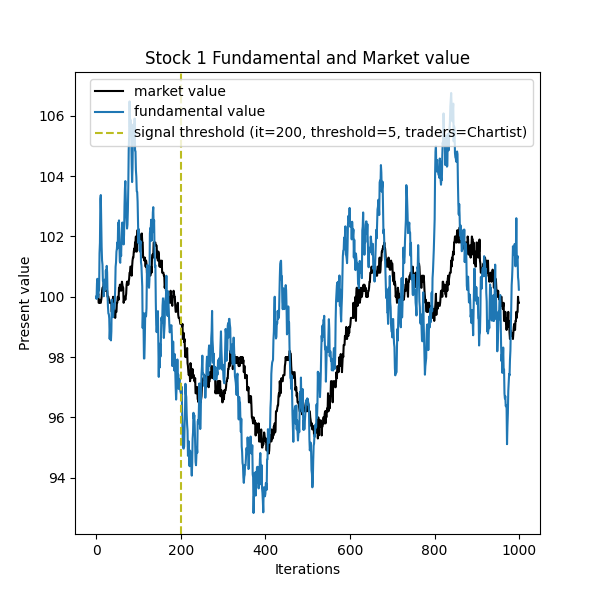 Stock 1 Fundamental and Market value
market value
fundamental value
signal threshold (it=200, threshold=5, traders=Chartist)
Present value
106
104
102
100
98
96
94
0 200 400 600 800 1000
Iterations